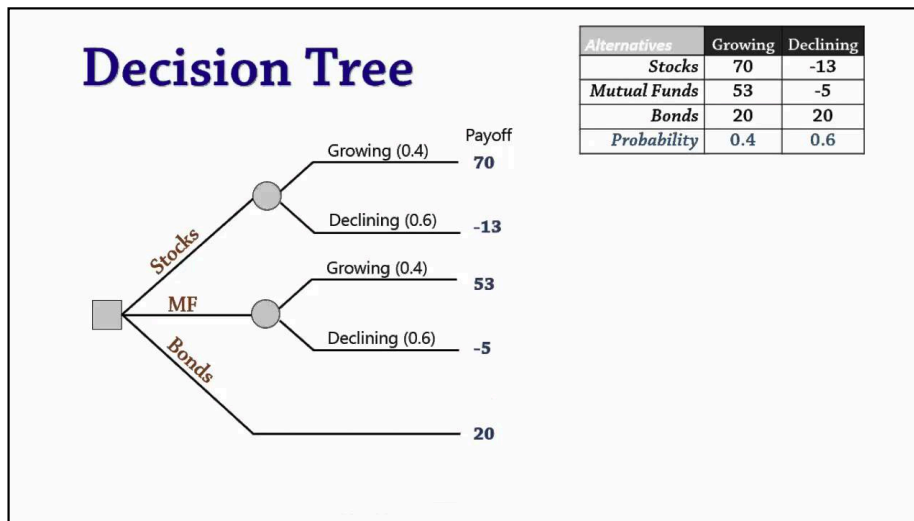 Decision Tree
Alternatives Growing Declining
Stocks 70 -13
Mutual Funds 53 -5
Bonds 20 20
Probability 0.4 0.6
Payoff
Growing (0.4) 70
Declining (0.6) -13
Stocks
Growing (0.4) 53
MF
Declining (0.6) -5
Bonds
20